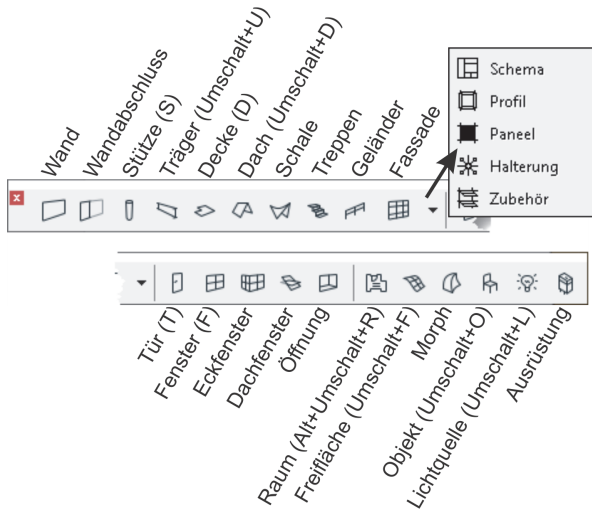 Wand
Wandabschluss
Stütze (S)
Träger (Umschalt+U)
Decke (D)
Dach (Umschalt+D)
Schale
Treppen
Geländer
Fassade
Schema
Profil
Paneel
Halterung
Zubehör
x
Tür (T)
Fenster (F)
Eckfenster
Dachfenster
Öffnung
Raum (Alt+Umschalt+R)
Freifläche (Umschalt+F)
Morph
Objekt (Umschalt+O)
Lichtquelle (Umschalt+L)
Ausrüstung